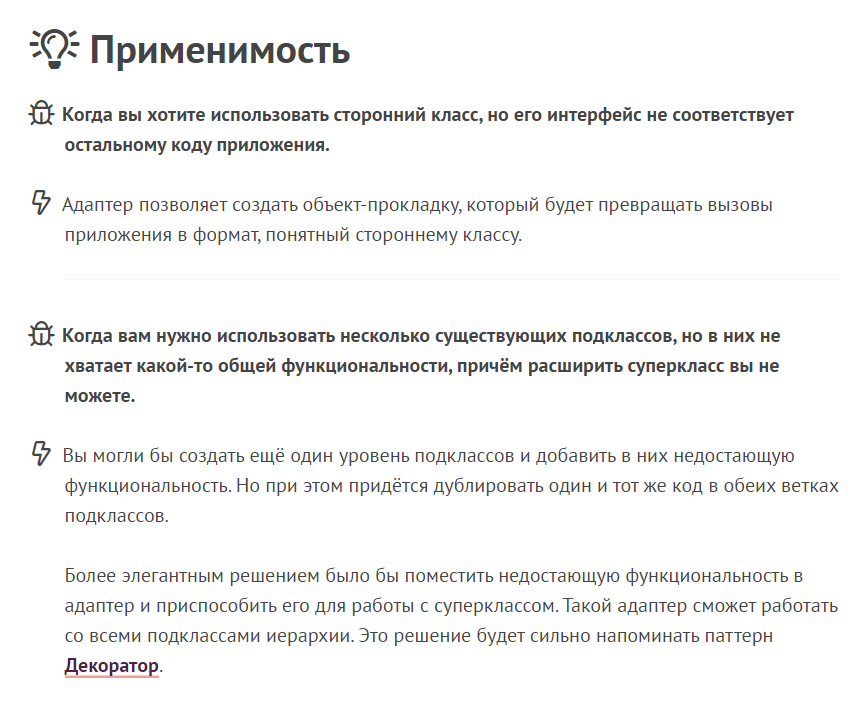 Применимость
Когда вы хотите использовать сторонний класс, но его интерфейс не соответствует
остальному коду приложения.
Адаптер позволяет создать объект-прокладку, который будет превращать вызовы
приложения в формат, понятный стороннему классу.
Когда вам нужно использовать несколько существующих подклассов, но в них не
хватает какой-то общей функциональности, причём расширить суперкласс вы не
можете.
Вы могли бы создать ещё один уровень подклассов и добавить в них недостающую
функциональность. Но при этом придётся дублировать один и тот же код в обеих ветках
подклассов.
Более элегантным решением было бы поместить недостающую функциональность в
адаптер и приспособить его для работы с суперклассом. Такой адаптер сможет работать
со всеми подклассами иерархии. Это решение будет сильно напоминать паттерн
Декоратор.